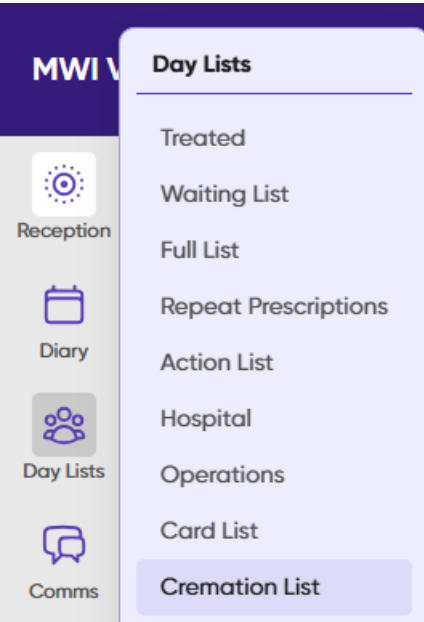 MWI
Day Lists
Treated
Waiting List
Reception
Full List
Repeat Prescriptions
Diary
Action List
Hospital
Day Lists
Operations
Card List
Comms
Cremation List